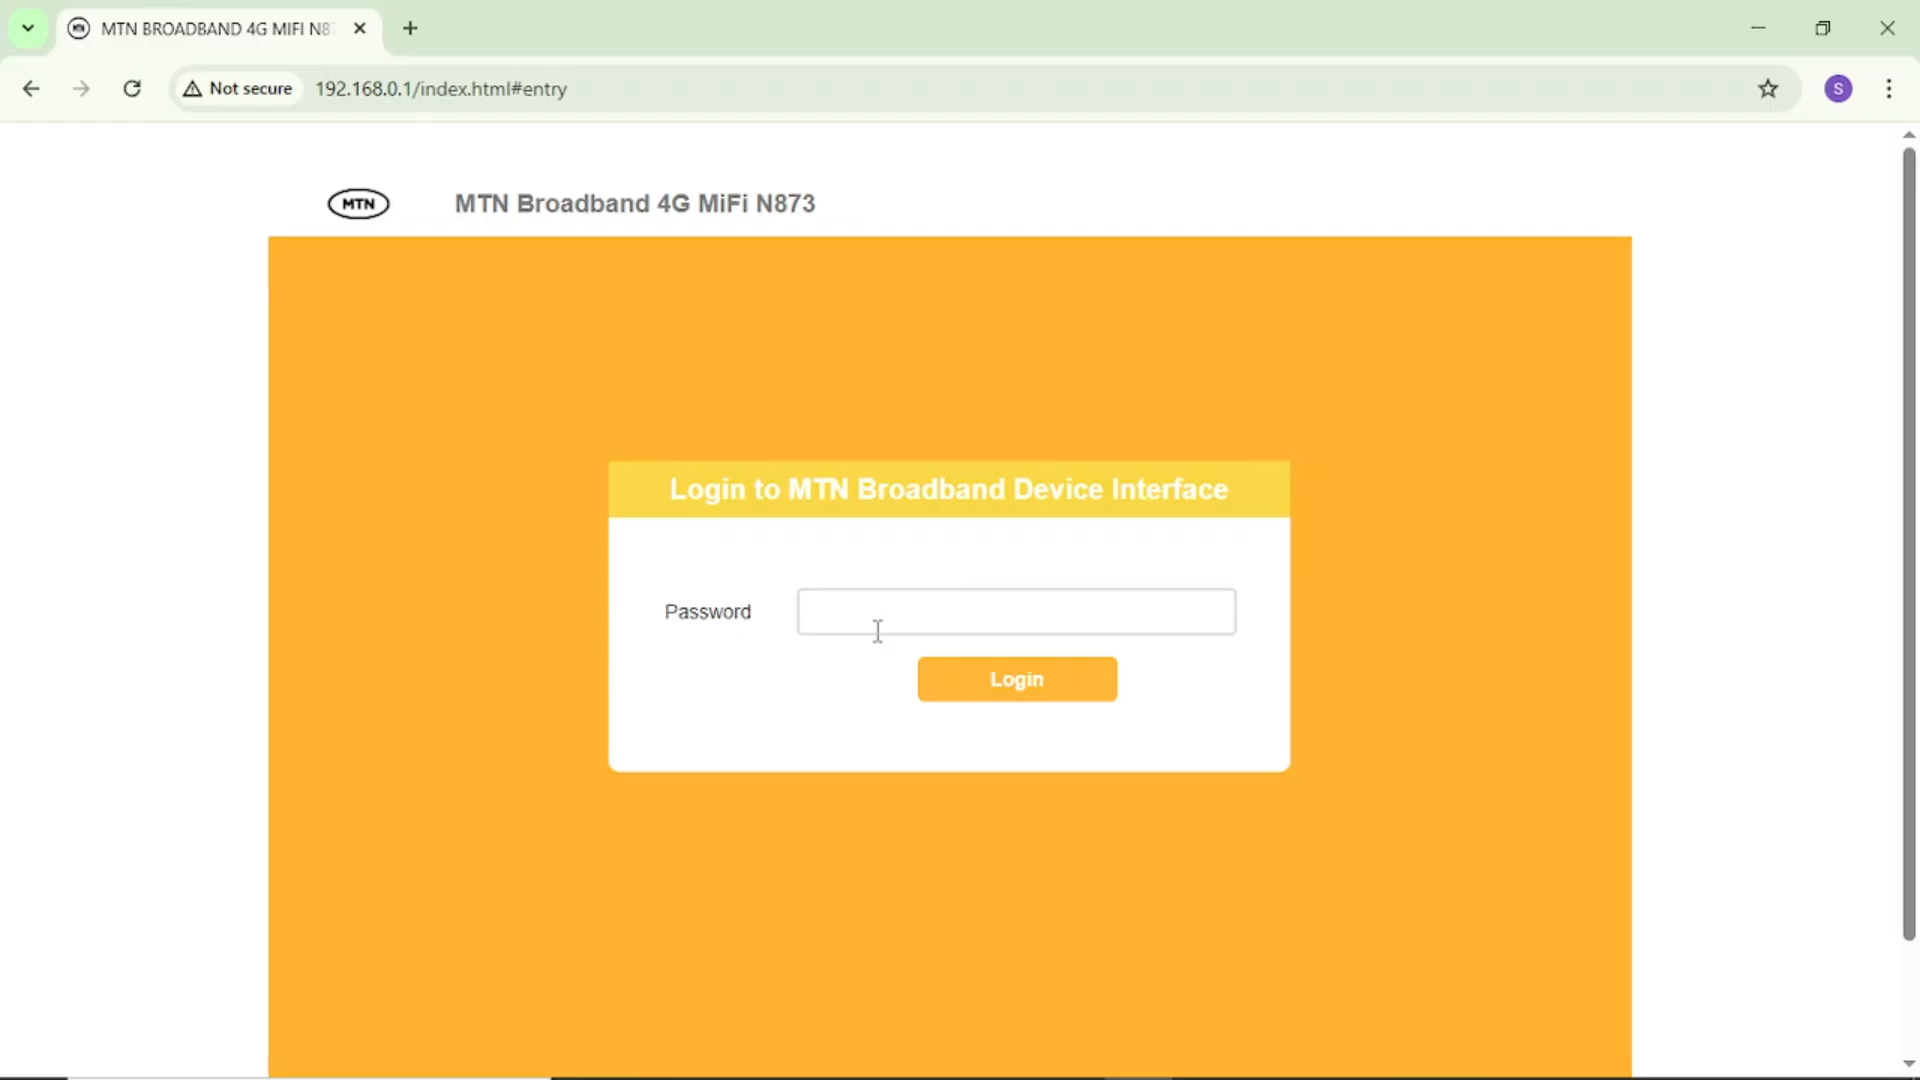 MTN BROADBAND 4G MIFI N87
Not secure
192.168.0.1/index.html#entry
S
MTN
MTN Broadband 4G MiFi N873
Login to MTN Broadband Device Interface
Password
Login